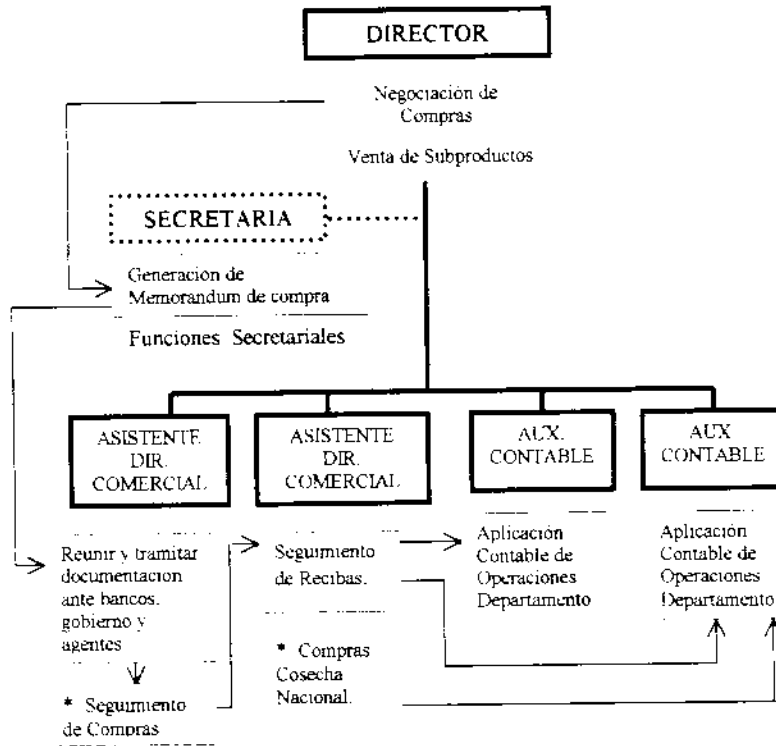 DIRECTOR
Negociación de
Compras
Venta de Subproductos
SECRETARIA
Generacion de
Memorandum de compra
Funciones Secretariales
ASISTENTE
DIR.
COMERCIAL
ASISTENTE
DIR.
COMERCIAL
AUX.
CONTABLE
AUX
CONTABLE
Reunir y tramitar
documentacion
ante bancos.
gobierno y
agentes
* Seguimiento
de Compras
Seguimiento
de Recibas.
* Compras
Cosecha
Nacional.
Aplicación
Contable de
Operaciones
Departamento
Aplicación
Contable de
Operaciones
Departamento